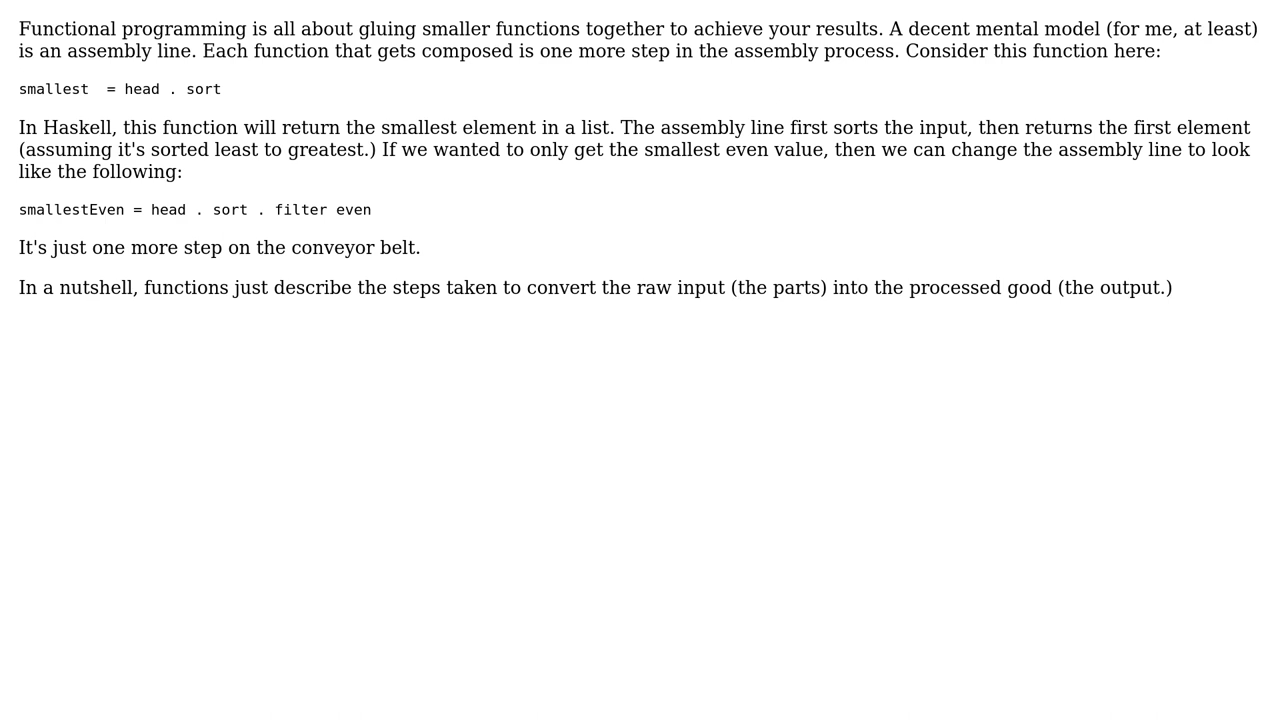 Functional programming is all about gluing smaller functions together to achieve your results. A decent mental model (for me, at least)
is an assembly line. Each function that gets composed is one more step in the assembly process. Consider this function here:
smallest  = head . sort
In Haskell, this function will return the smallest element in a list. The assembly line first sorts the input, then returns the first element
(assuming it's sorted least to greatest.) If we wanted to only get the smallest even value, then we can change the assembly line to look
like the following:
smallestEven = head . sort . filter even
It's just one more step on the conveyor belt.
In a nutshell, functions just describe the steps taken to convert the raw input (the parts) into the processed good (the output.)